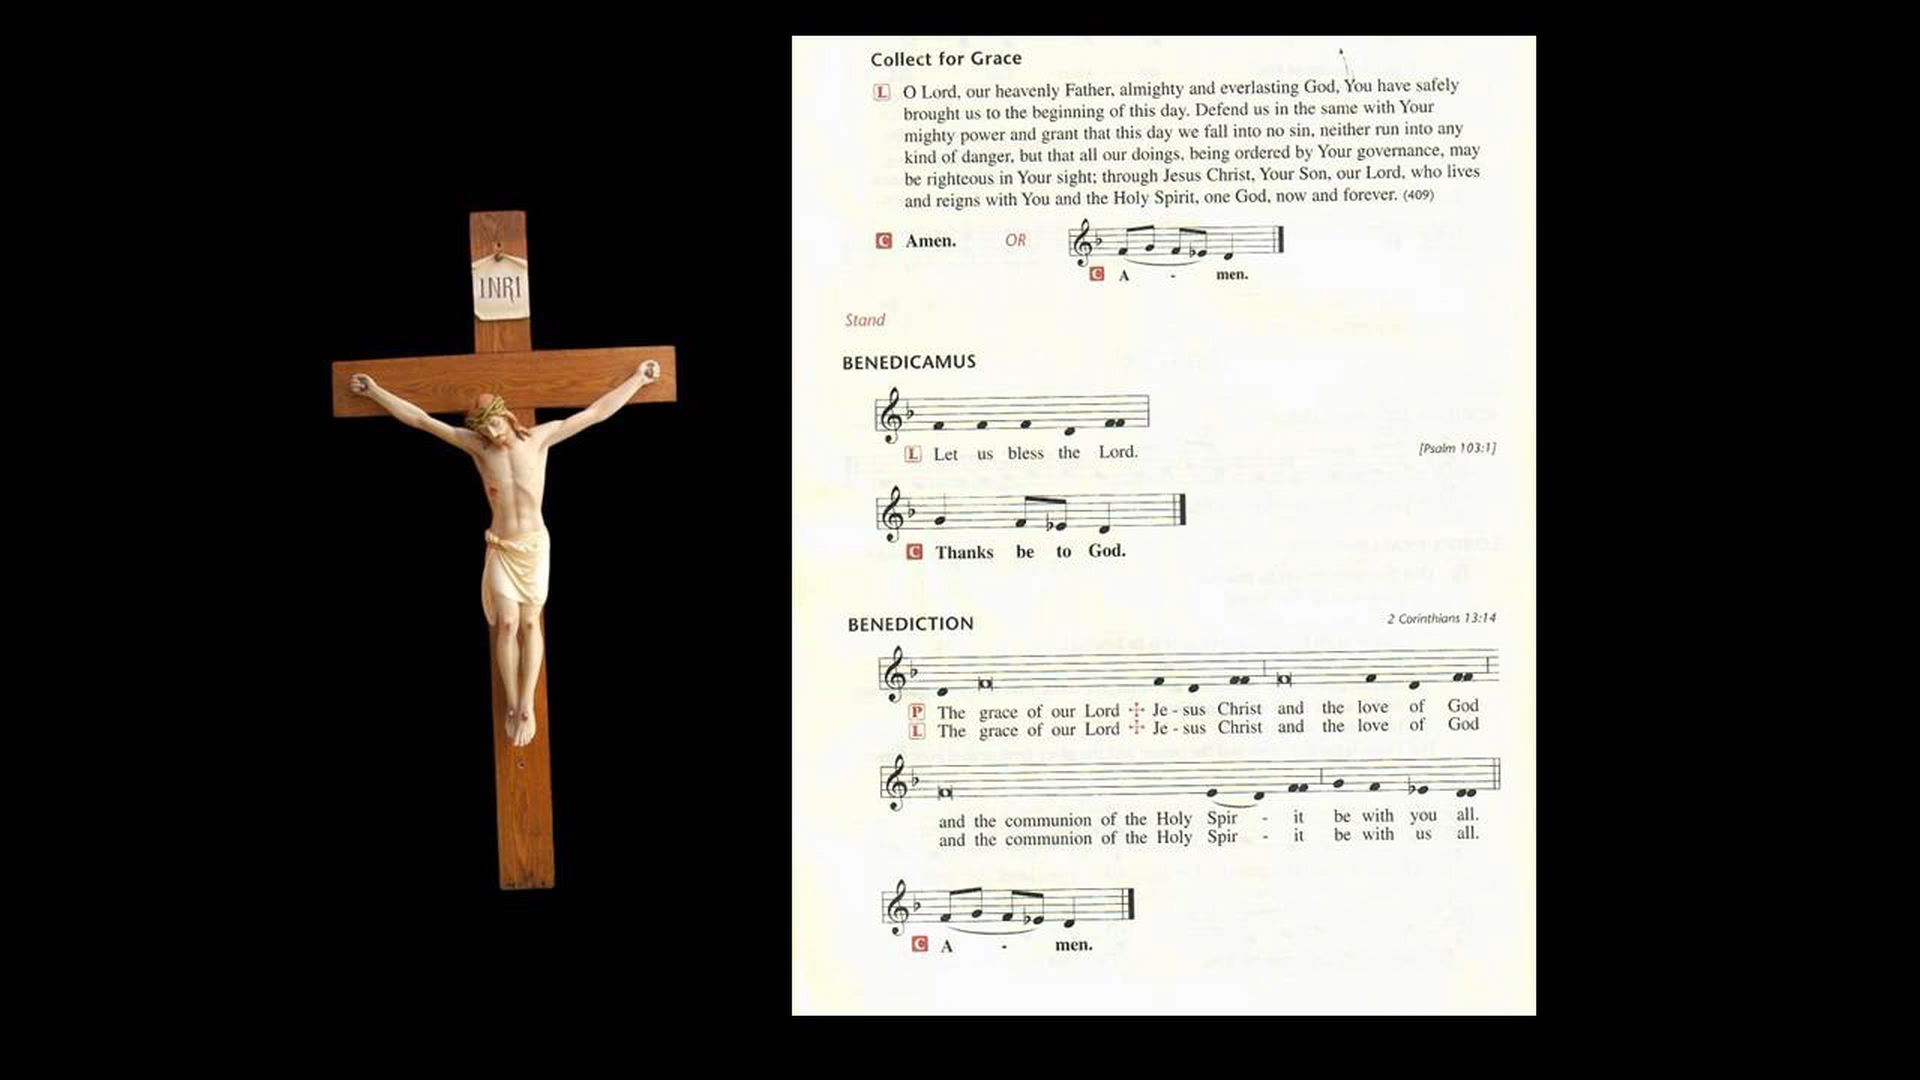 INRI
Collect for Grace
L O Lord, our heavenly Father, almighty and everlasting God, You have safely
brought us to the beginning of this day. Defend us in the same with Your
mighty power and grant that this day we fall into no sin, neither run into any
kind of danger, but that all our doings, being ordered by Your governance, may
be righteous in Your sight; through Jesus Christ, Your Son, our Lord, who lives
and reigns with You and the Holy Spirit, one God, now and forever. (409)
C Amen. OR
C A - men.
Stand
BENEDICAMUS
L Let us bless the Lord.
[Psalm 103:1]
C Thanks be to God.
BENEDICTION
2 Corinthians 13:14
P The grace of our Lord ✢ Je - sus Christ and the love of God
L The grace of our Lord ✢ Je - sus Christ and the love of God
and the communion of the Holy Spir - it be with you all.
and the communion of the Holy Spir - it be with us all.
C A - men.